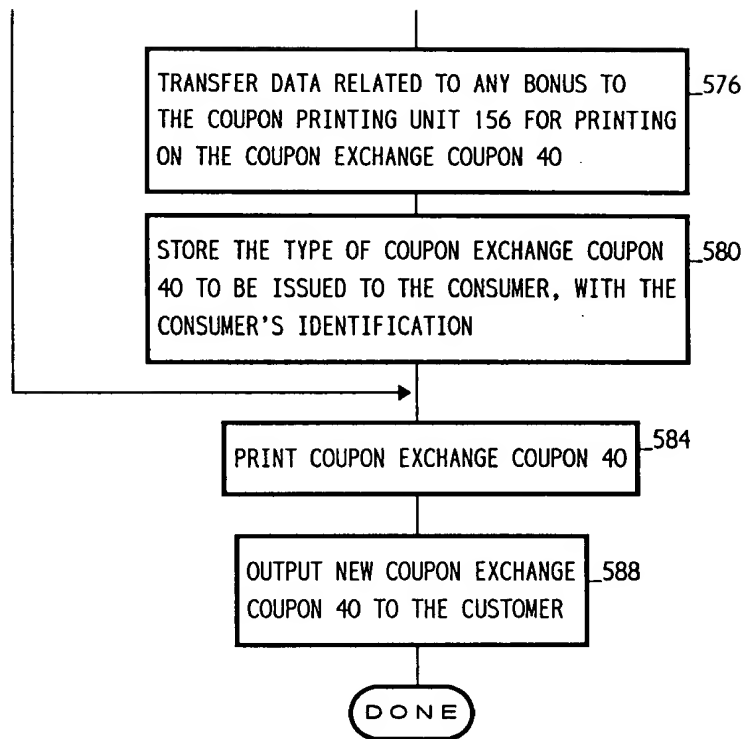 TRANSFER DATA RELATED TO ANY BONUS TO
THE COUPON PRINTING UNIT 156 FOR PRINTING
ON THE COUPON EXCHANGE COUPON 40
576
STORE THE TYPE OF COUPON EXCHANGE COUPON
40 TO BE ISSUED TO THE CONSUMER, WITH THE
CONSUMER'S IDENTIFICATION
580
PRINT COUPON EXCHANGE COUPON 40
584
OUTPUT NEW COUPON EXCHANGE
COUPON 40 TO THE CUSTOMER
588
DONE